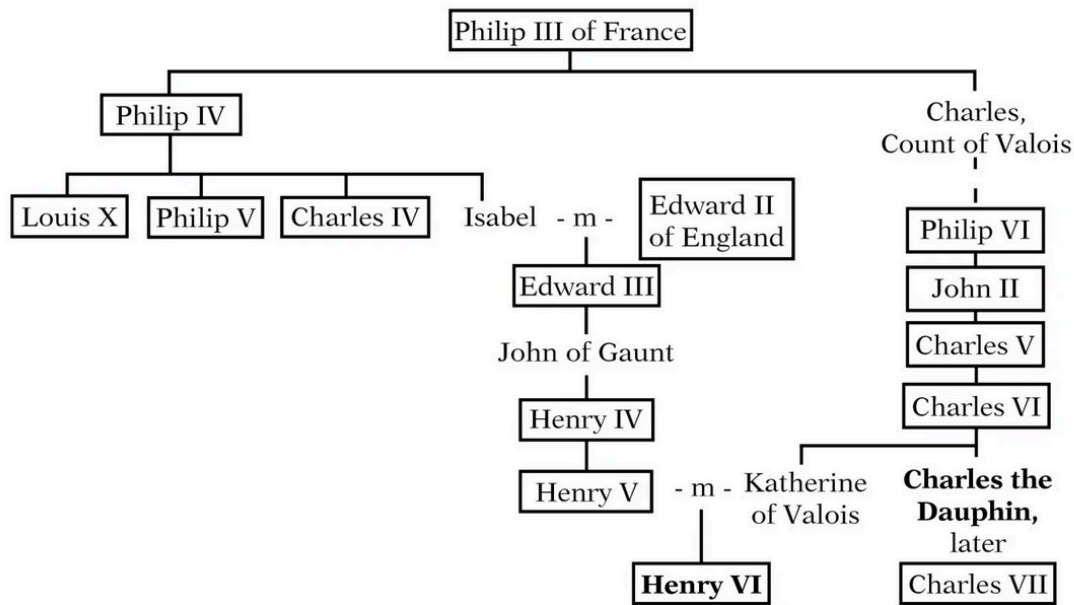 Philip III of France
Philip IV
Charles,
Count of Valois
Louis X
Philip V
Charles IV
Isabel
- m -
Edward II
of England
Philip VI
Edward III
John II
John of Gaunt
Charles V
Henry IV
Charles VI
Henry V
- m -
Katherine
of Valois
Charles the
Dauphin,
later
Henry VI
Charles VII